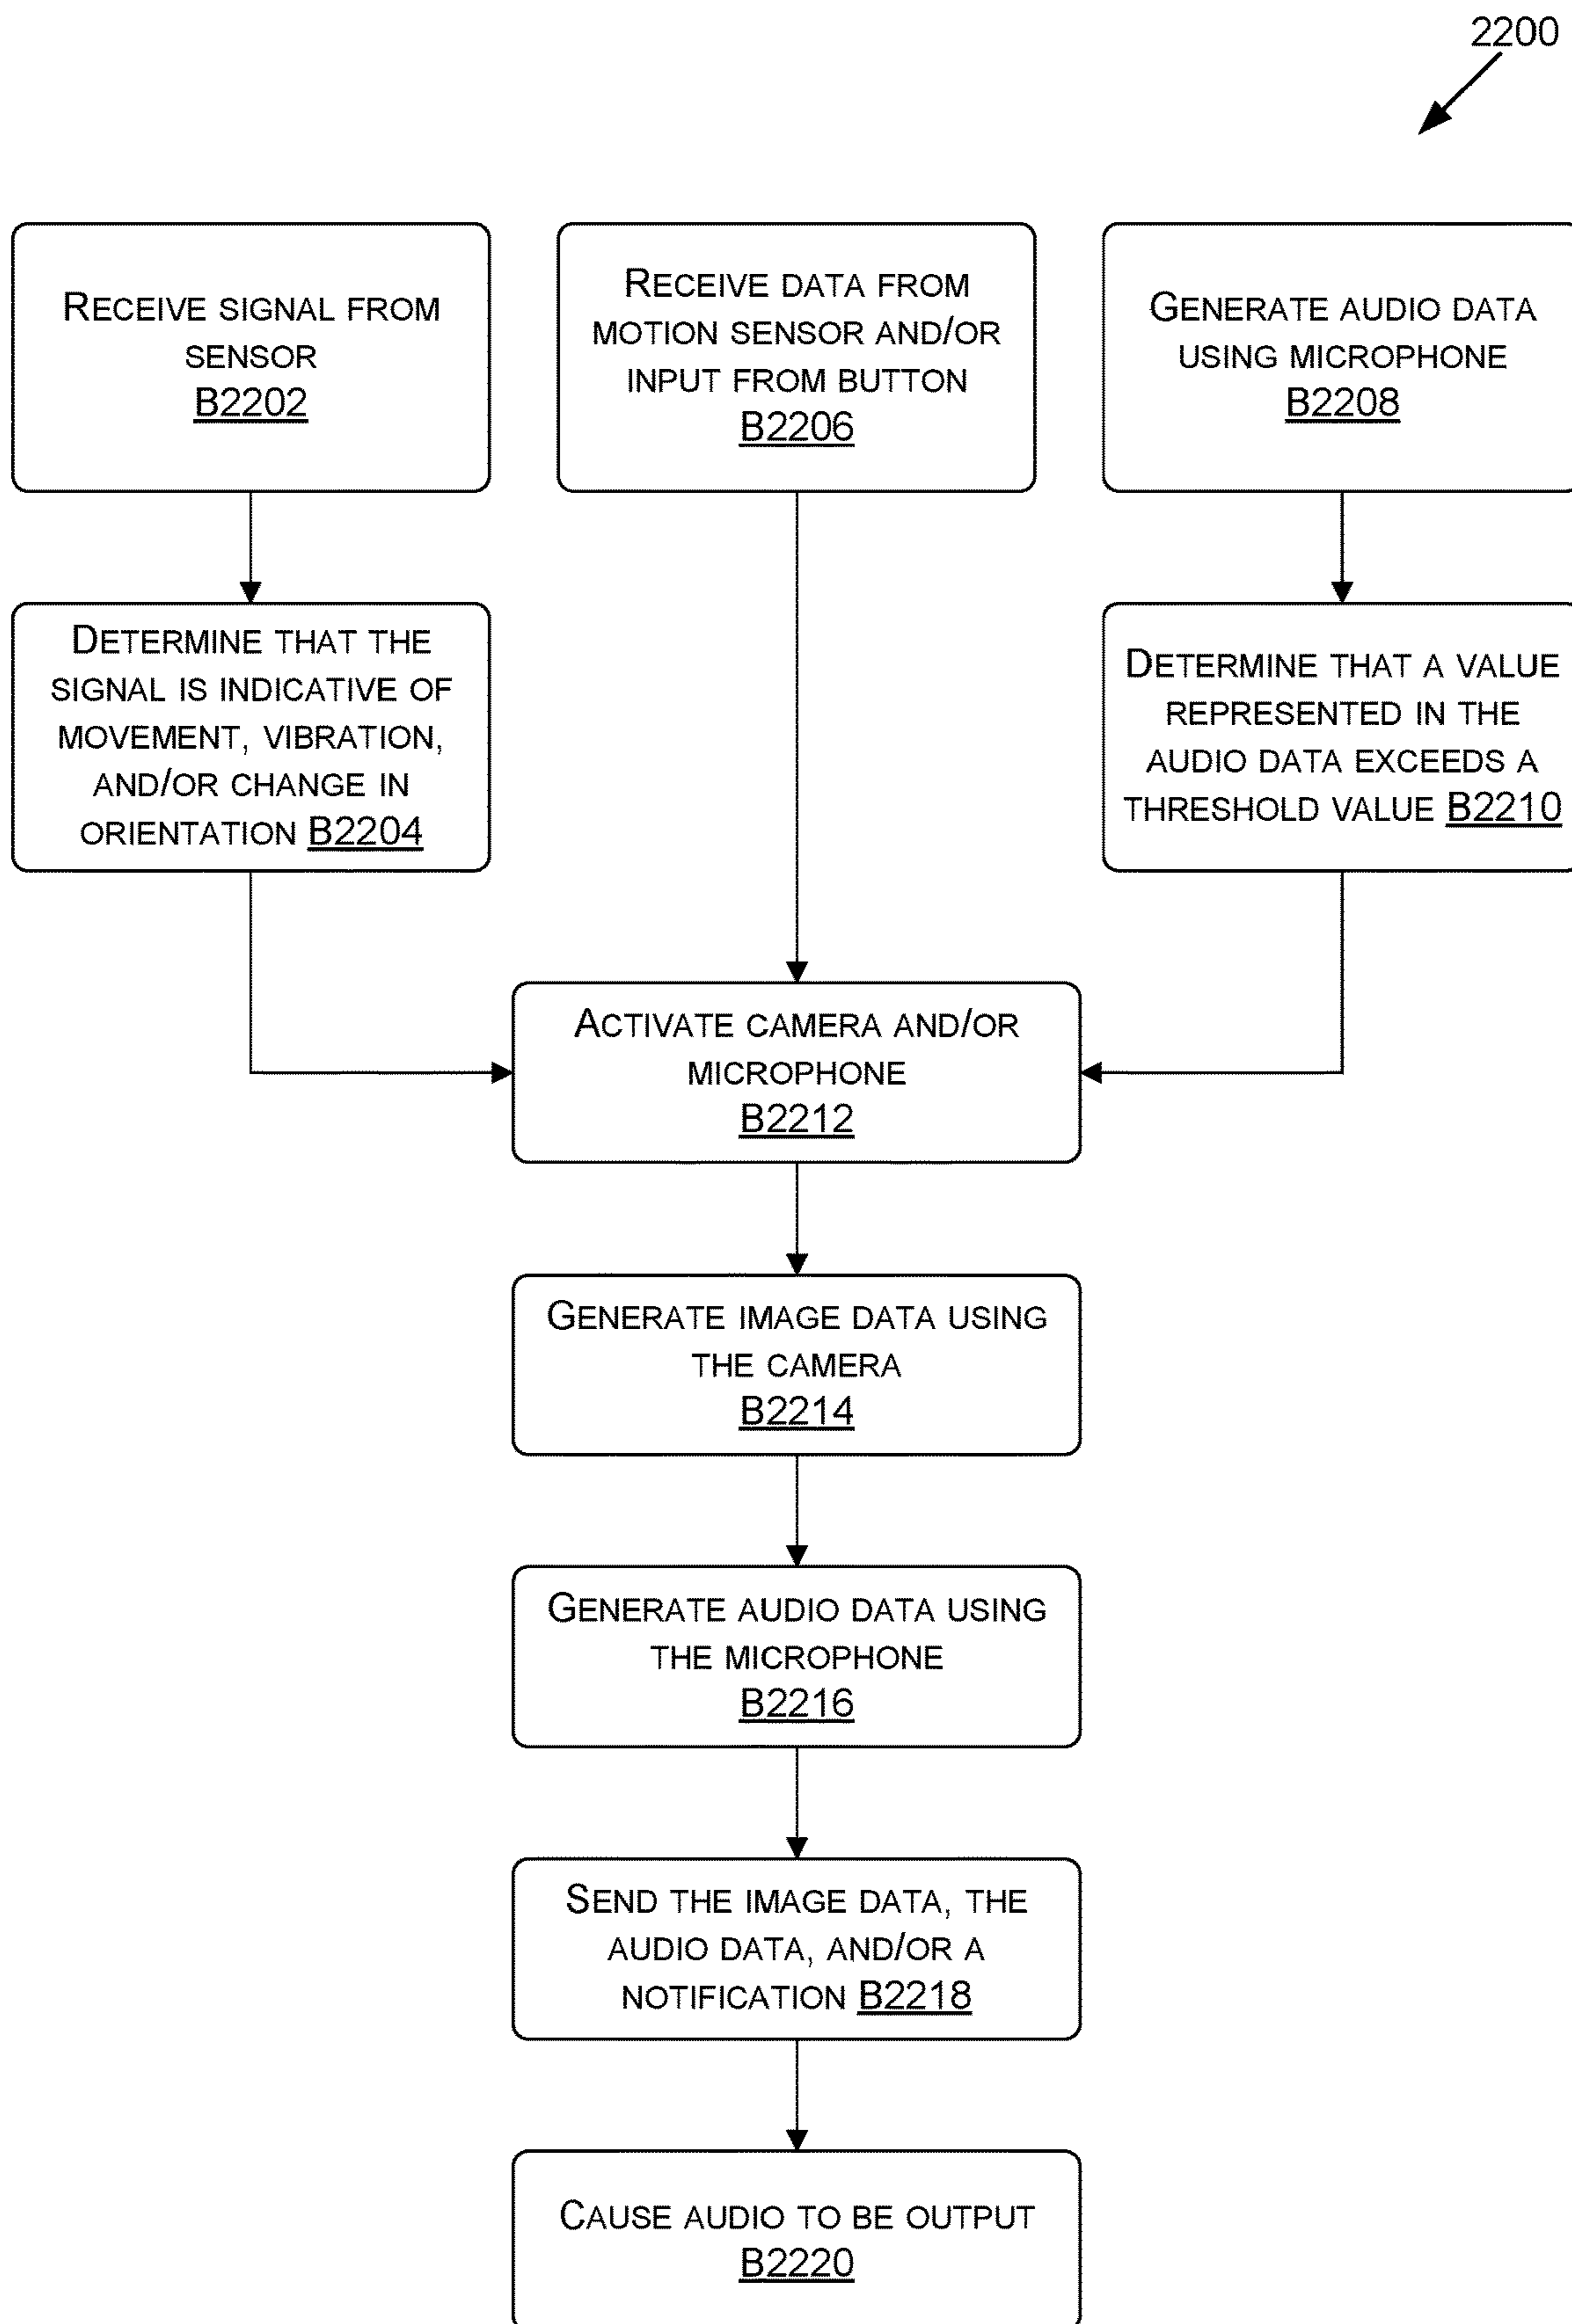 2200
RECEIVE SIGNAL FROM
SENSOR
B2202
RECEIVE DATA FROM
MOTION SENSOR AND/OR
INPUT FROM BUTTON
B2206
GENERATE AUDIO DATA
USING MICROPHONE
B2208
DETERMINE THAT THE
SIGNAL IS INDICATIVE OF
MOVEMENT, VIBRATION,
AND/OR CHANGE IN
ORIENTATION B2204
DETERMINE THAT A VALUE
REPRESENTED IN THE
AUDIO DATA EXCEEDS A
THRESHOLD VALUE B2210
ACTIVATE CAMERA AND/OR
MICROPHONE
B2212
GENERATE IMAGE DATA USING
THE CAMERA
B2214
GENERATE AUDIO DATA USING
THE MICROPHONE
B2216
SEND THE IMAGE DATA, THE
AUDIO DATA, AND/OR A
NOTIFICATION B2218
CAUSE AUDIO TO BE OUTPUT
B2220